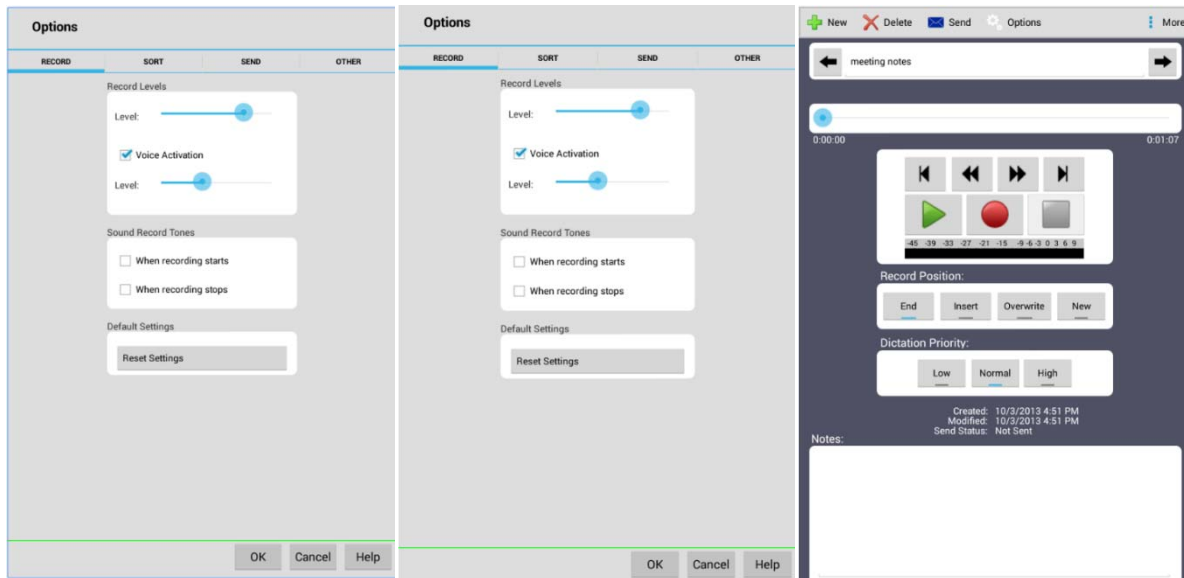 Options
RECORD SORT SEND OTHER
Record Levels
Level:
Voice Activation
Level:
Sound Record Tones
When recording starts
When recording stops
Default Settings
Reset Settings
OK Cancel Help
Options
RECORD SORT SEND OTHER
Record Levels
Level:
Voice Activation
Level:
Sound Record Tones
When recording starts
When recording stops
Default Settings
Reset Settings
OK Cancel Help
New Delete Send Options More
meeting notes
0:00:00 0:01:07
-45 -39 -33 -27 -21 -15 -9 -6 -3 0 3 6 9
Record Position:
End Insert Overwrite New
Dictation Priority:
Low Normal High
Created: 10/3/2013 4:51 PM
Modified: 10/3/2013 4:51 PM
Send Status: Not Sent
Notes: